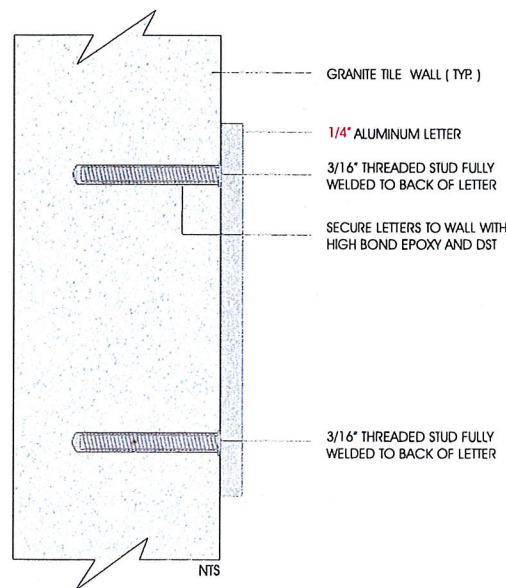 GRANITE TILE WALL ( TYP. )
1/4" ALUMINUM LETTER
3/16" THREADED STUD FULLY
WELDED TO BACK OF LETTER
SECURE LETTERS TO WALL WITH
HIGH BOND EPOXY AND DST
3/16" THREADED STUD FULLY
WELDED TO BACK OF LETTER
NTS